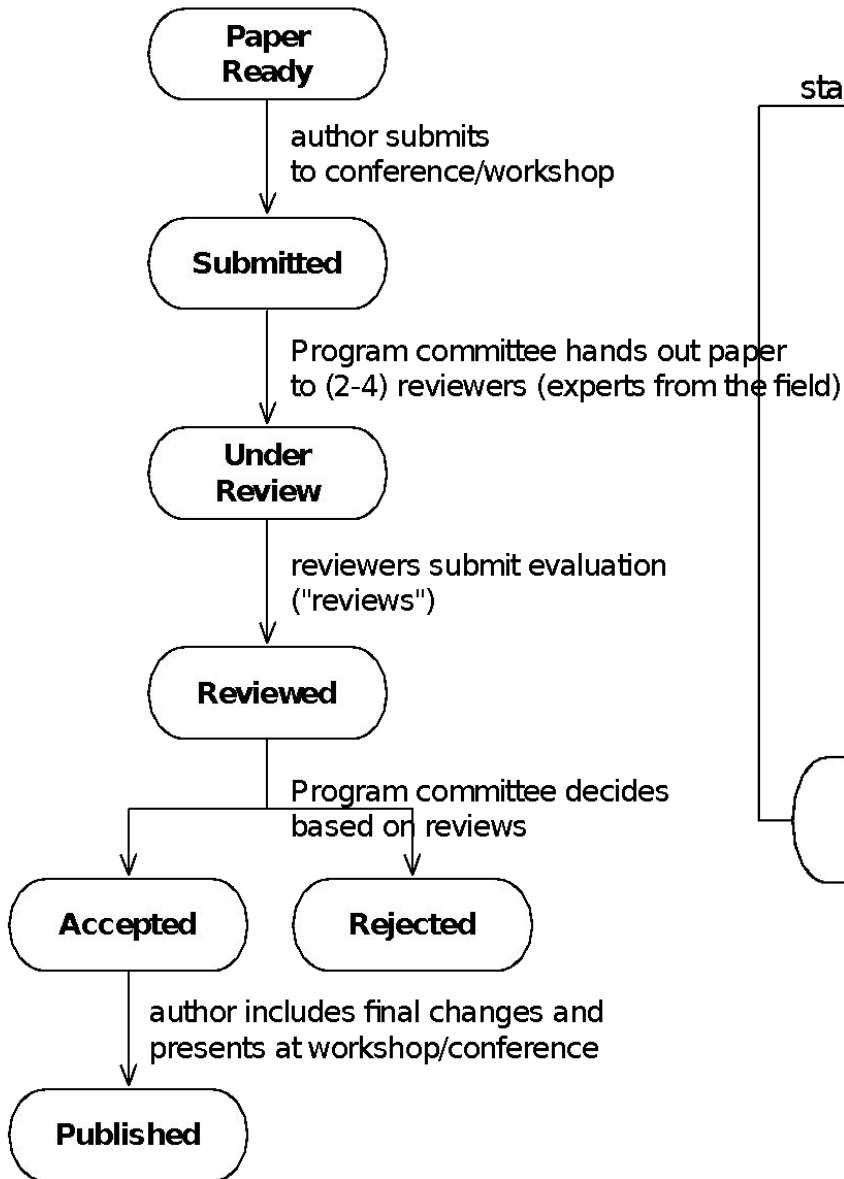 Paper
Ready
author submits
to conference/workshop
Submitted
Program committee hands out paper
to (2-4) reviewers (experts from the field)
Under
Review
reviewers submit evaluation
("reviews")
Reviewed
Program committee decides
based on reviews
Accepted
Rejected
author includes final changes and
presents at workshop/conference
Published